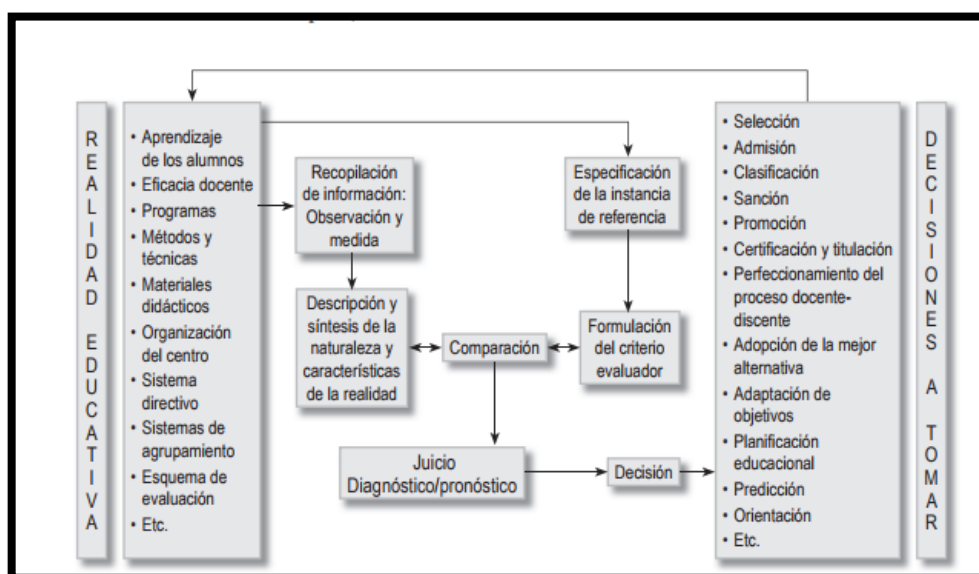 REALIDAD EDUCATIVA
• Aprendizaje
de los alumnos
• Eficacia docente
• Programas
• Métodos y
técnicas
• Materiales
didácticos
• Organización
del centro
• Sistema
directivo
• Sistemas de
agrupamiento
• Esquema de
evaluación
• Etc.
Recopilación
de información:
Observación y
medida
Especificación
de la instancia
de referencia
Descripción y
síntesis de la
naturaleza y
características
de la realidad
Comparación
Formulación
del criterio
evaluador
Juicio
Diagnóstico/pronóstico
Decisión
• Selección
• Admisión
• Clasificación
• Sanción
• Promoción
• Certificación y titulación
• Perfeccionamiento del
proceso docente-
discente
• Adopción de la mejor
alternativa
• Adaptación de
objetivos
• Planificación
educacional
• Predicción
• Orientación
• Etc.
DECISIONES A TOMAR